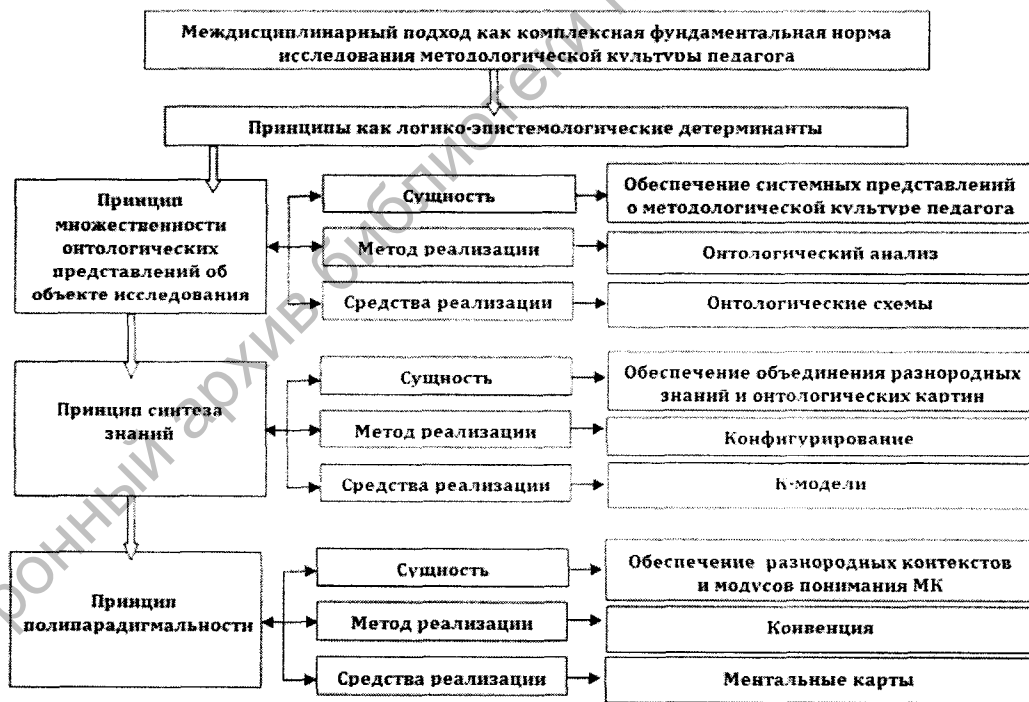 Междисциплинарный подход как комплексная фундаментальная норма
исследования методологической культуры педагога
Принципы как логико-эпистемологические детерминанты
Принцип
множественности
онтологических
представлений об
объекте исследования
Сущность
Обеспечение системных представлений
о методологической культуре педагога
Метод реализации
Онтологический анализ
Средства реализации
Онтологические схемы
Принцип синтеза
знаний
Сущность
Обеспечение объединения разнородных
знаний и онтологических картин
Метод реализации
Конфигурирование
Средства реализации
К-модели
Принцип
полипарадигмальности
Сущность
Обеспечение разнородных контекстов
и модусов понимания МК
Метод реализации
Конвенция
Средства реализации
Ментальные карты
ронный архив библиотеки